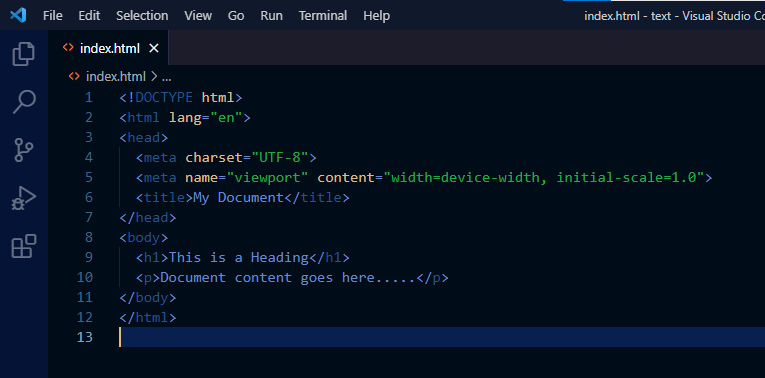 File Edit Selection View Go Run Terminal Help index.html - text - Visual Studio Co
<> index.html ×
<> index.html > ...
1 <!DOCTYPE html>
2 <html lang="en">
3 <head>
4 <meta charset="UTF-8">
5 <meta name="viewport" content="width=device-width, initial-scale=1.0">
6 <title>My Document</title>
7 </head>
8 <body>
9 <h1>This is a Heading</h1>
10 <p>Document content goes here.....</p>
11 </body>
12 </html>
13